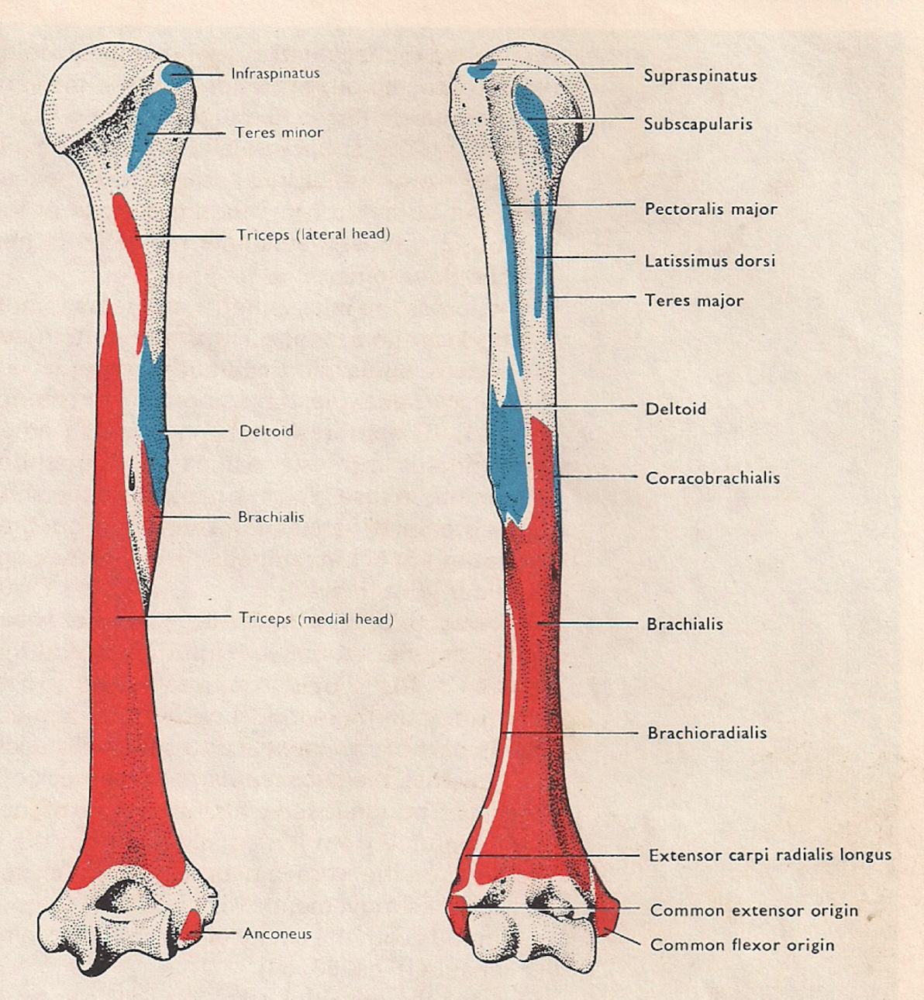 Infraspinatus
Teres minor
Triceps (lateral head)
Deltoid
Brachialis
Triceps (medial head)
Anconeus
Supraspinatus
Subscapularis
Pectoralis major
Latissimus dorsi
Teres major
Deltoid
Coracobrachialis
Brachialis
Brachioradialis
Extensor carpi radialis longus
Common extensor origin
Common flexor origin